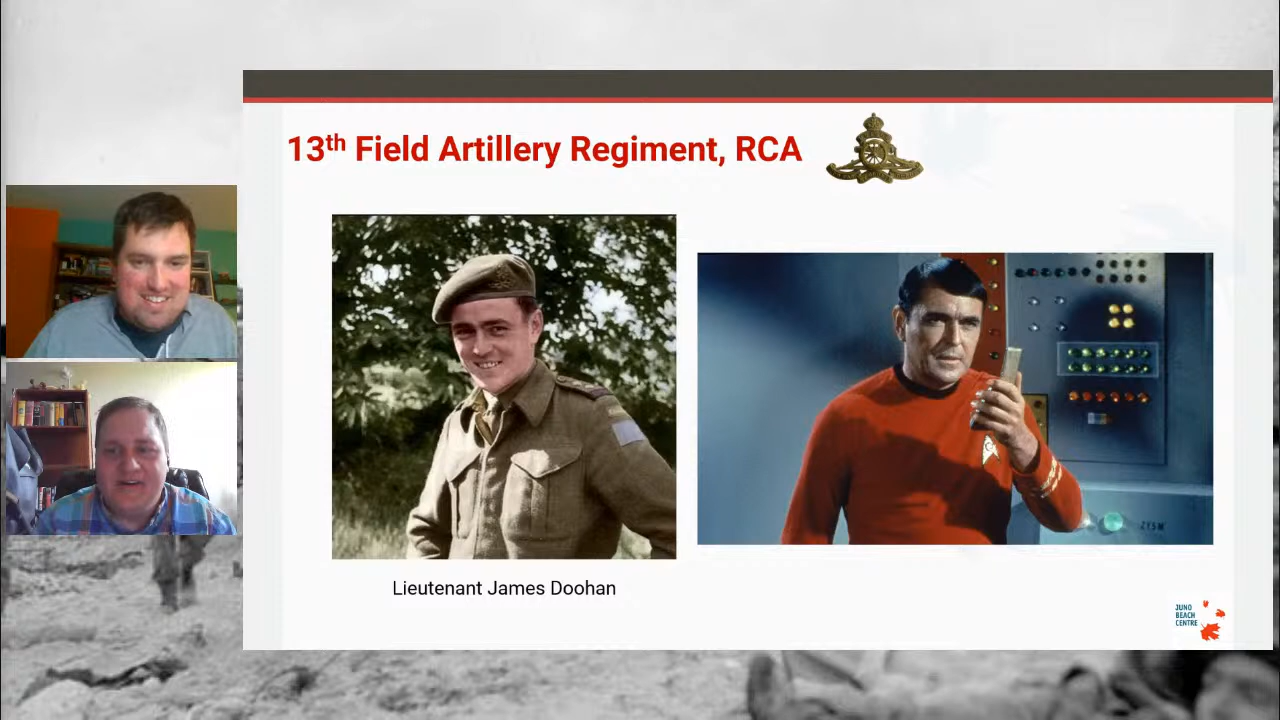 13th Field Artillery Regiment, RCA
Lieutenant James Doohan
JUNO
BEACH
CENTRE